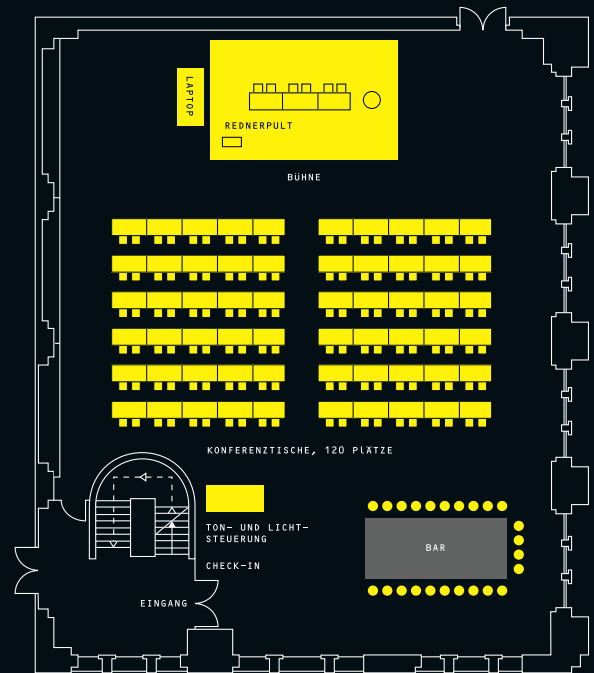 LAPTOP
REDNERPULT
BÜHNE
KONFERENZTISCHE, 120 PLÄTZE
TON- UND LICHT-
STEUERUNG
CHECK-IN
BAR
EINGANG